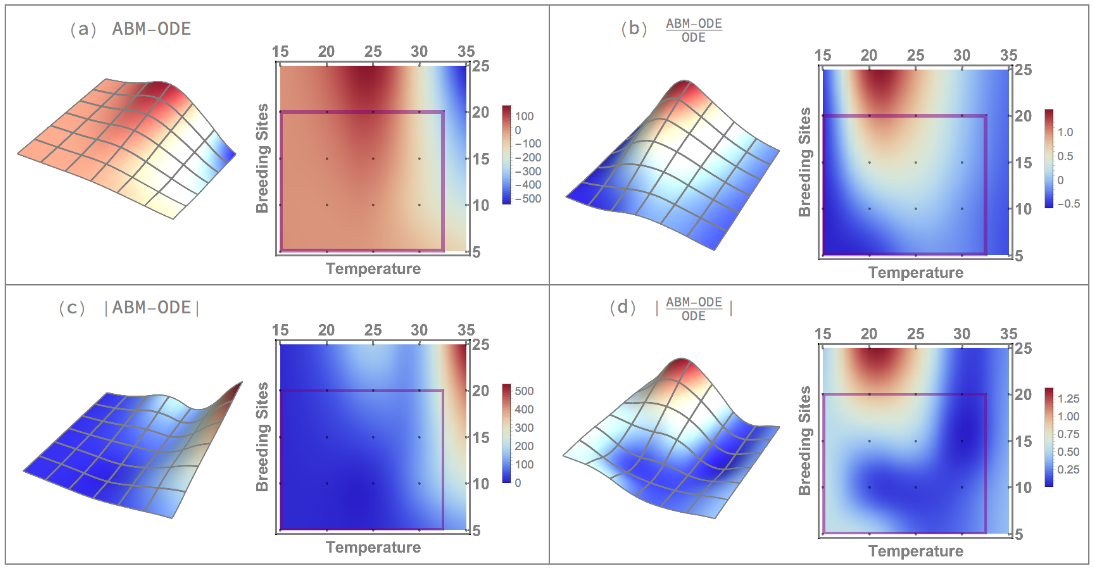 (a) ABM−ODE
15 20 25 30 35
25
20
15
10
5
Breeding Sites
Temperature
100
0
−100
−200
−300
−400
−500
(b) ABM−ODE
ODE
15 20 25 30 35
25
20
15
10
5
Breeding Sites
Temperature
1.0
0.5
0
−0.5
(c) |ABM−ODE|
15 20 25 30 35
25
20
15
10
5
Breeding Sites
Temperature
500
400
300
200
100
0
(d) | ABM−ODE |
ODE
15 20 25 30 35
25
20
15
10
5
Breeding Sites
Temperature
1.25
1.00
0.75
0.50
0.25